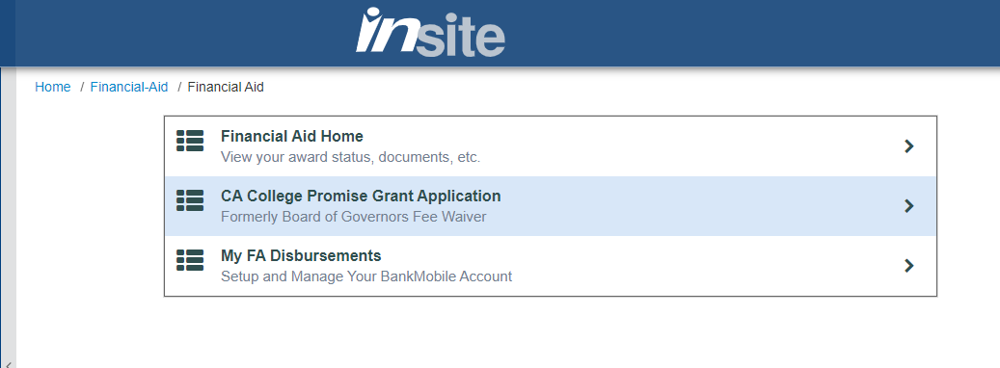 insite
Home / Financial-Aid / Financial Aid
Financial Aid Home
View your award status, documents, etc.
CA College Promise Grant Application
Formerly Board of Governors Fee Waiver
My FA Disbursements
Setup and Manage Your BankMobile Account